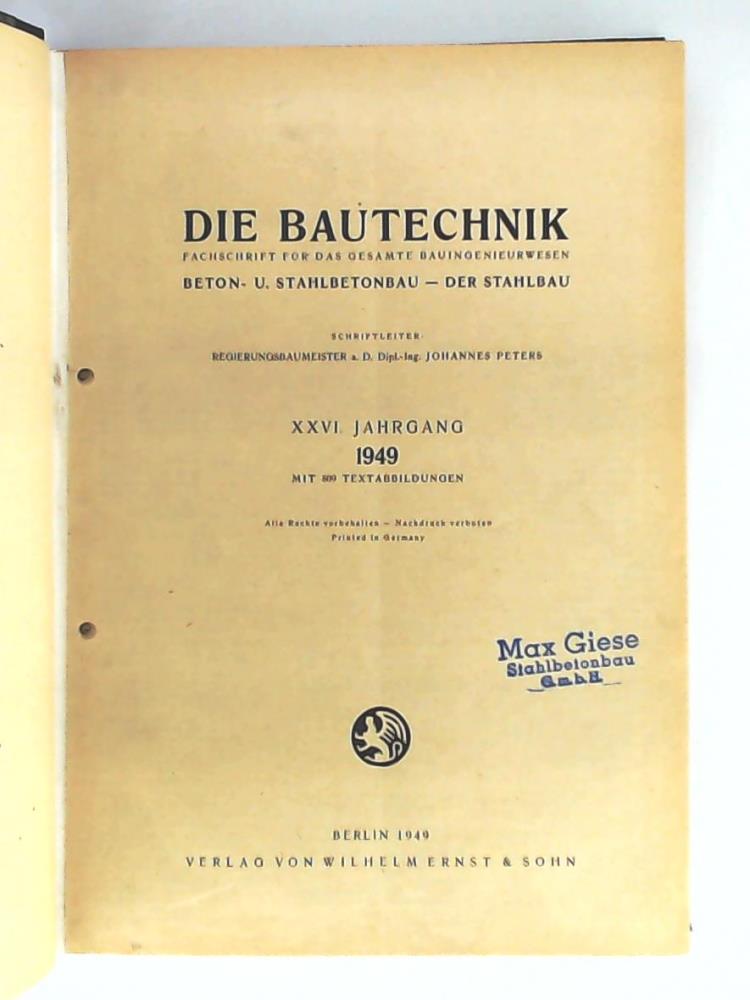 DIE BAUTECHNIK
FACHSCHRIFT FÜR DAS GESAMTE BAUINGENIEURWESEN
BETON- U. STAHLBETONBAU — DER STAHLBAU
SCHRIFTLEITER:
REGIERUNGSBAUMEISTER a. D. Dipl.-Ing. JOHANNES PETERS
XXVI. JAHRGANG
1949
MIT 809 TEXTABBILDUNGEN
Alle Rechte vorbehalten — Nachdruck verboten
Printed in Germany
Max Giese
Stahlbetonbau
G.m.b.H.
BERLIN 1949
VERLAG VON WILHELM ERNST & SOHN